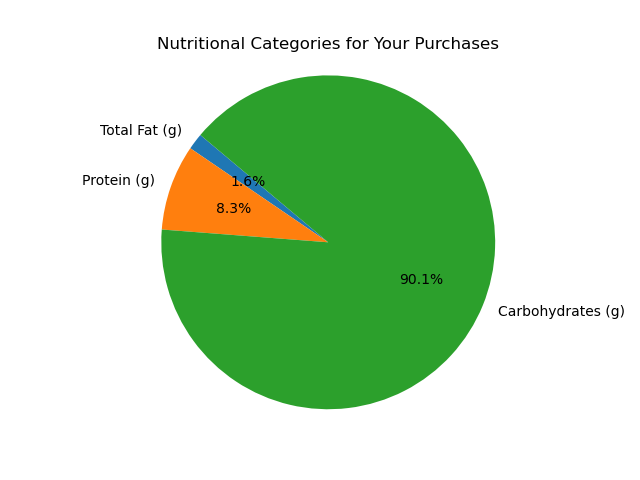 Nutritional Categories for Your Purchases
Total Fat (g)
1.6%
Protein (g)
8.3%
90.1%
Carbohydrates (g)